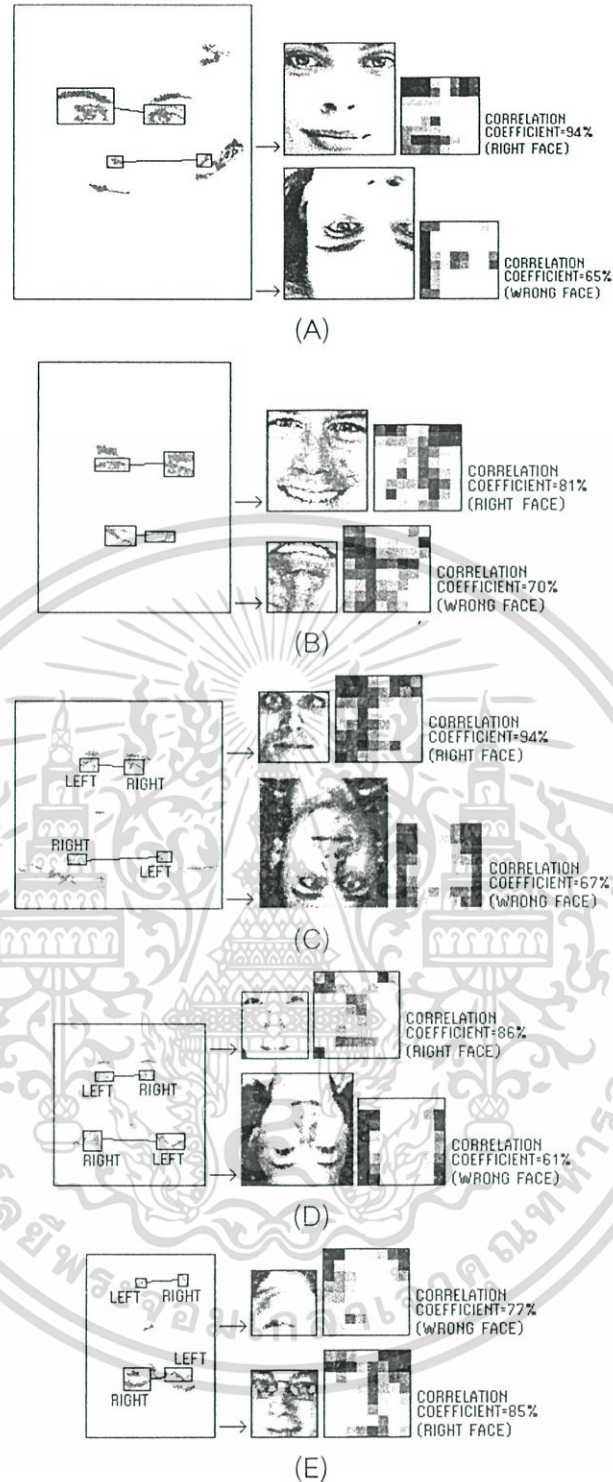 CORRELATION
COEFFICIENT=94%
(RIGHT FACE)
CORRELATION
COEFFICIENT=65%
(WRONG FACE)
(A)
CORRELATION
COEFFICIENT=81%
(RIGHT FACE)
CORRELATION
COEFFICIENT=70%
(WRONG FACE)
(B)
LEFT RIGHT
CORRELATION
COEFFICIENT=94%
(RIGHT FACE)
RIGHT
LEFT
CORRELATION
COEFFICIENT=67%
(WRONG FACE)
(C)
CORRELATION
COEFFICIENT=86%
(RIGHT FACE)
LEFT RIGHT
RIGHT LEFT
CORRELATION
COEFFICIENT=61%
(WRONG FACE)
(D)
LEFT RIGHT
CORRELATION
COEFFICIENT=77%
(WRONG FACE)
LEFT
RIGHT
CORRELATION
COEFFICIENT=85%
(RIGHT FACE)
(E)